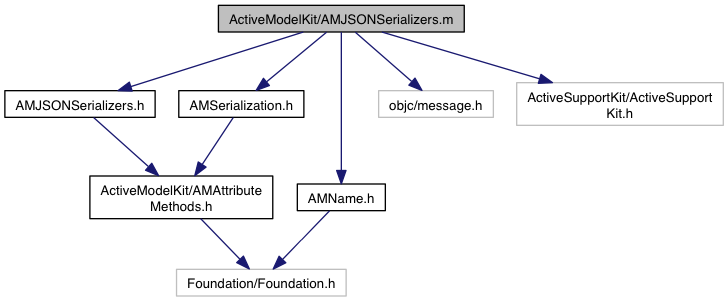 ActiveModelKit/AMJSONSerializers.m
AMJSONSerializers.h
AMSerialization.h
objc/message.h
ActiveSupportKit/ActiveSupport
Kit.h
ActiveModelKit/AMAttribute
Methods.h
AMName.h
Foundation/Foundation.h